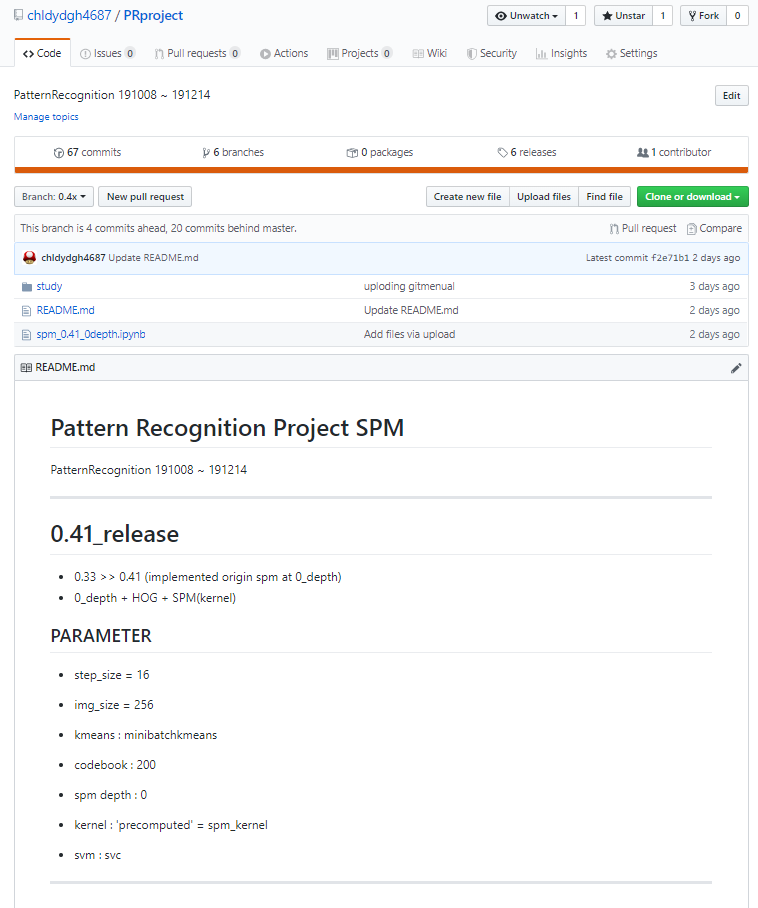 chldydgh4687 / PRproject
Unwatch 1 Unstar 1 Fork 0
Code Issues 0 Pull requests 0 Actions Projects 0 Wiki Security Insights Settings
PatternRecognition 191008 ~ 191214 Edit
Manage topics
67 commits 6 branches 0 packages 6 releases 1 contributor
Branch: 0.4x New pull request Create new file Upload files Find file Clone or download
This branch is 4 commits ahead, 20 commits behind master. Pull request Compare
chldydgh4687 Update README.md Latest commit f2e71b1 2 days ago
study uploding gitmenual 3 days ago
README.md Update README.md 2 days ago
spm_0.41_0depth.ipynb Add files via upload 2 days ago
README.md
Pattern Recognition Project SPM
PatternRecognition 191008 ~ 191214
0.41_release
• 0.33 >> 0.41 (implemented origin spm at 0_depth)
• 0_depth + HOG + SPM(kernel)
PARAMETER
• step_size = 16
• img_size = 256
• kmeans : minibatchkmeans
• codebook : 200
• spm depth : 0
• kernel : 'precomputed' = spm_kernel
• svm : svc